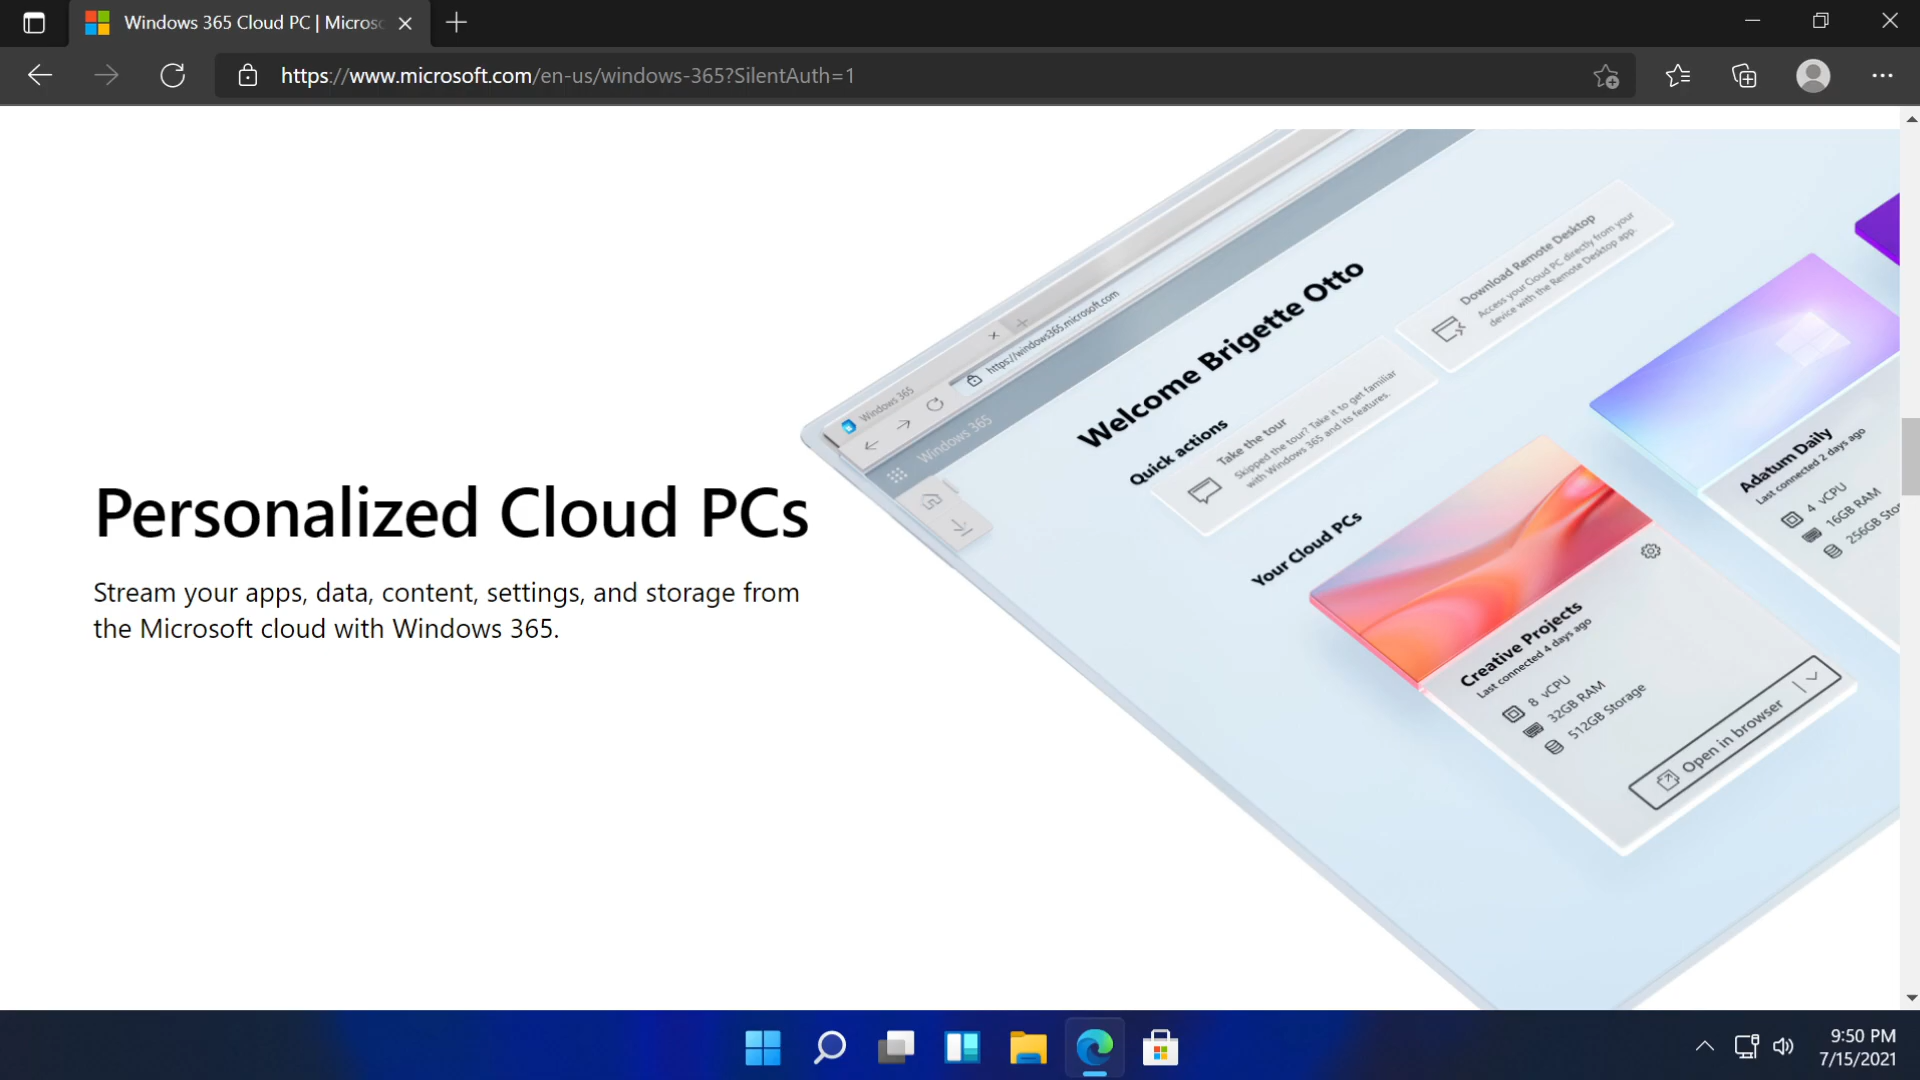 Windows 365 Cloud PC | Micros
https://www.microsoft.com/en-us/windows-365?SilentAuth=1
Personalized Cloud PCs
Stream your apps, data, content, settings, and storage from
the Microsoft cloud with Windows 365.
Windows 365
https://windows365.microsoft.com
Windows 365
Welcome Brigette Otto
Quick actions
Take the tour
Skipped the tour? Take it to get familiar
with Windows 365 and its features.
Download Remote Desktop
Access your Cloud PC directly from your
device with the Remote Desktop app.
Your Cloud PCs
Creative Projects
Last connected 4 days ago
8 vCPU
32GB RAM
512GB Storage
Open in browser
Adatum Daily
Last connected 2 days ago
4 vCPU
16GB RAM
256GB Sto
9:50 PM
7/15/2021